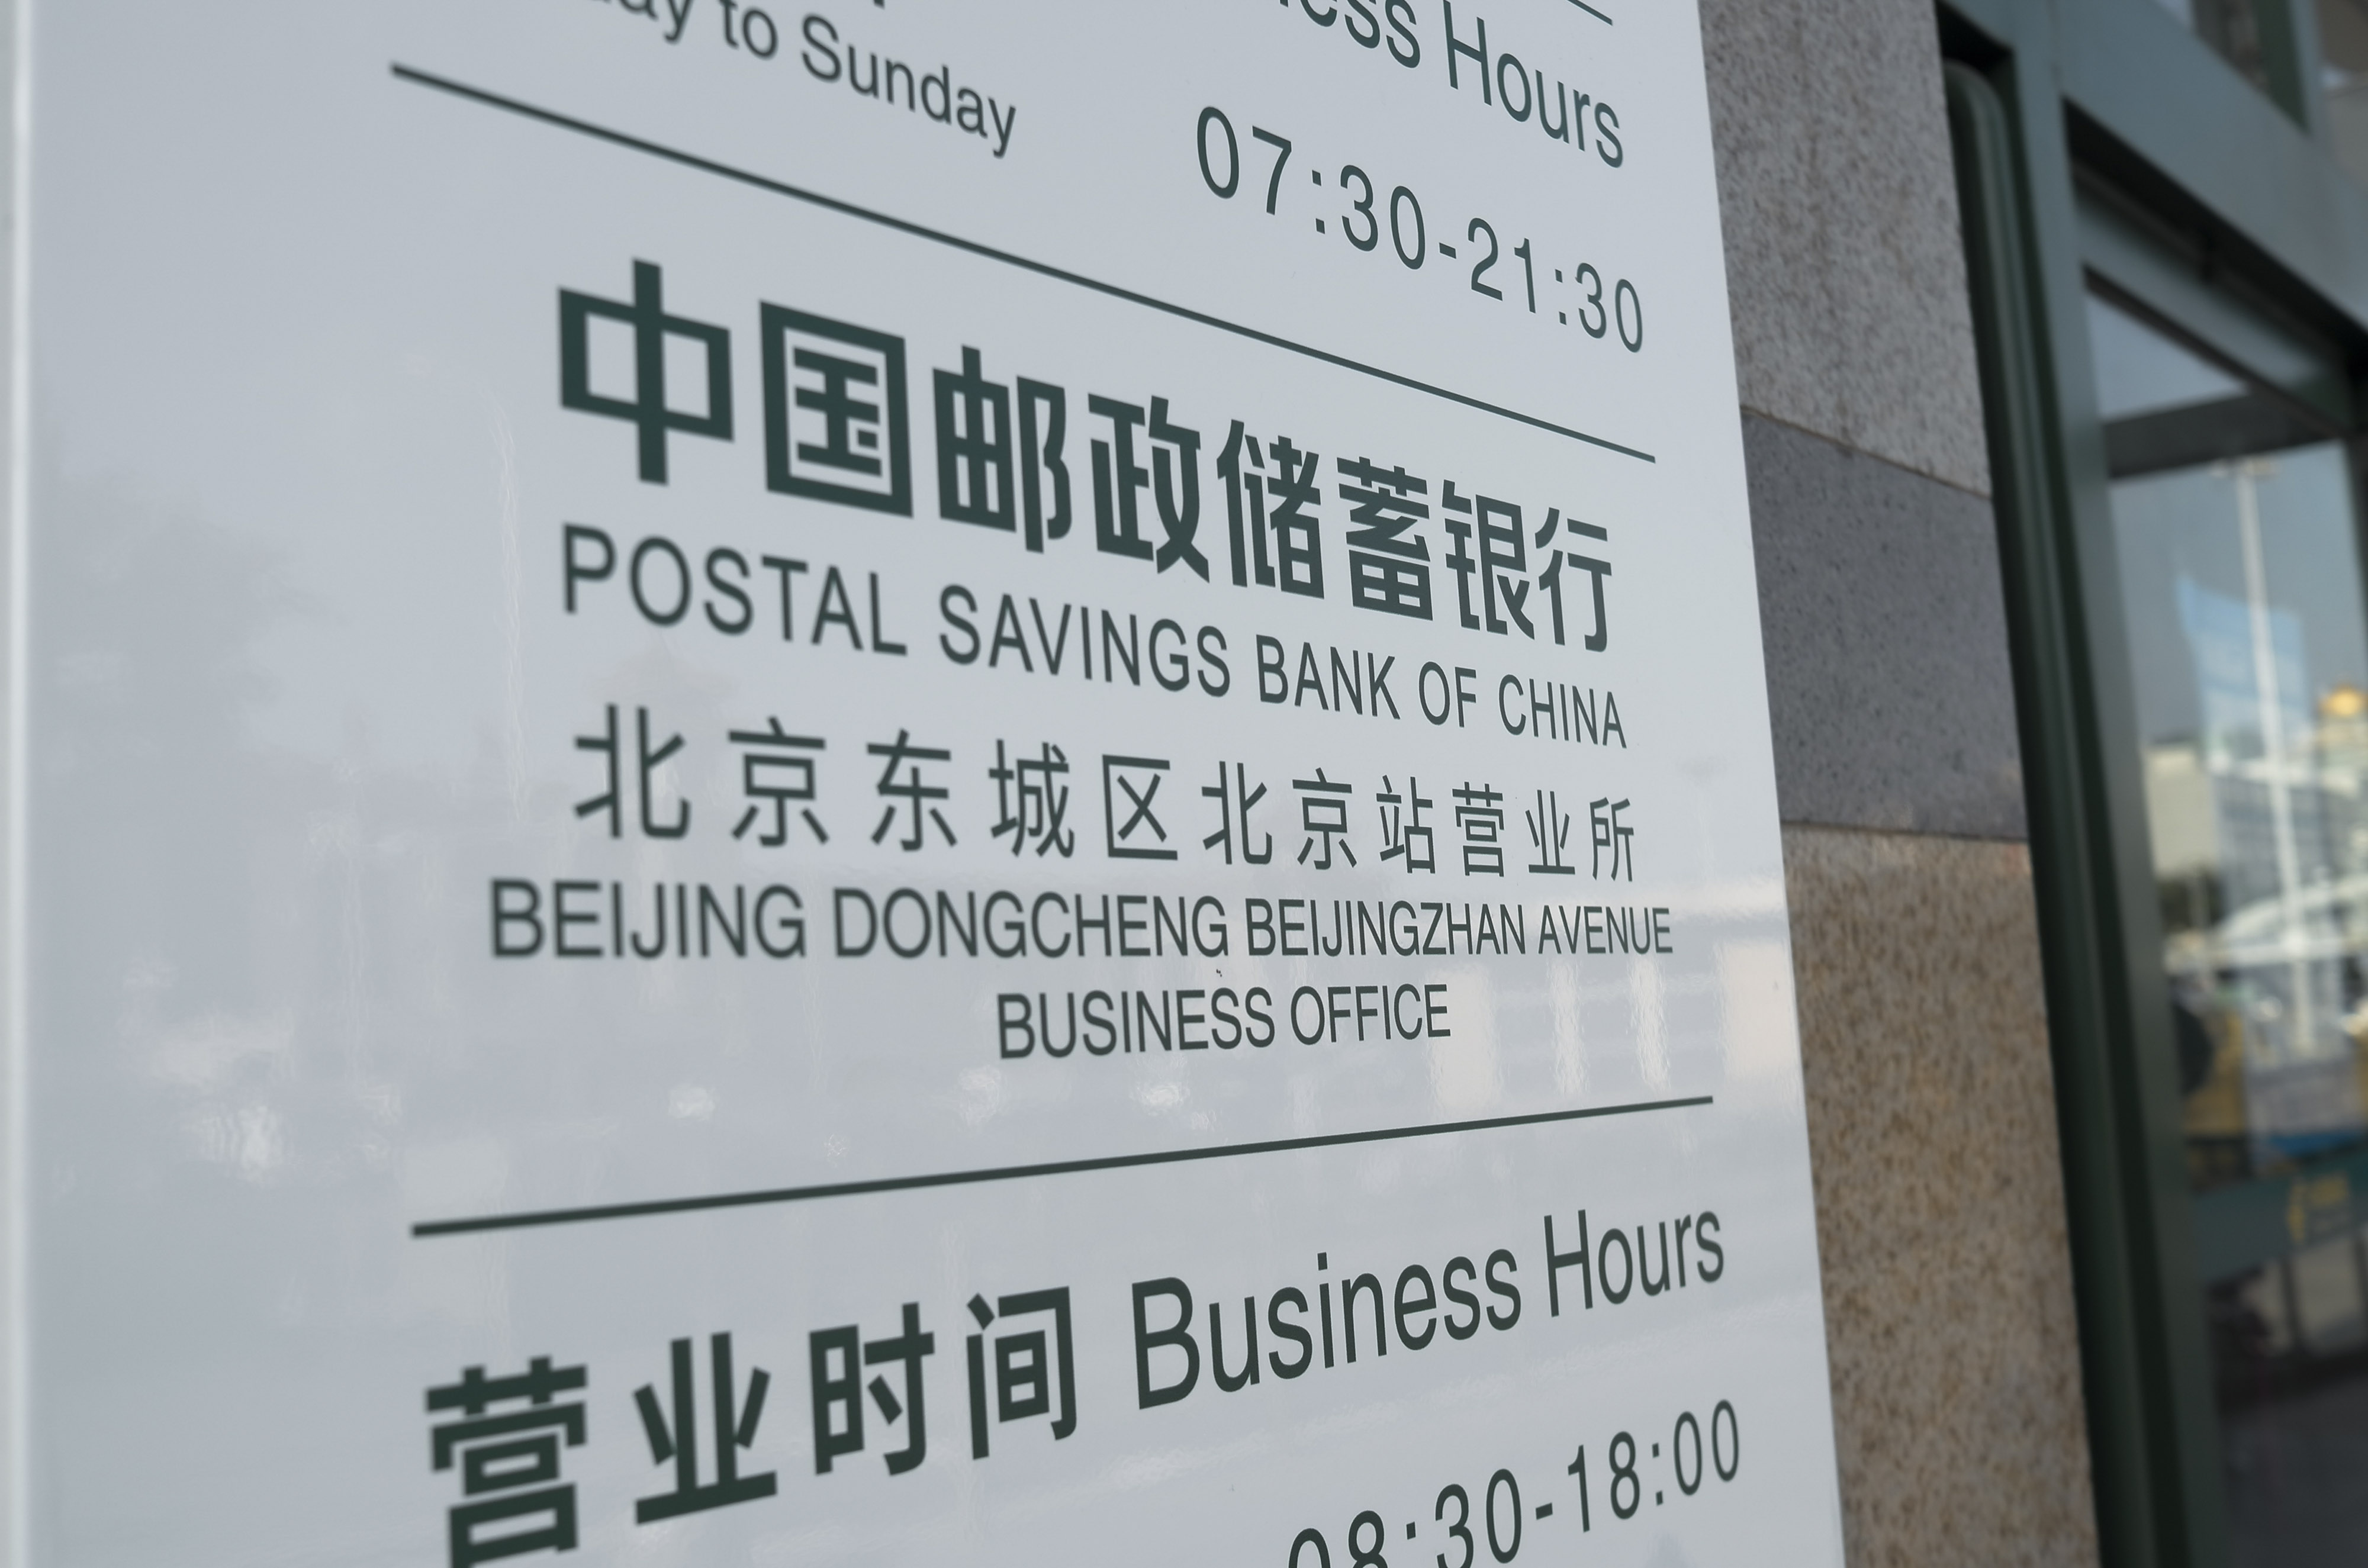 to Sunday
Hours
07:30-21:30
中国邮政储蓄银行
POSTAL SAVINGS BANK OF CHINA
北京东城区北京站营业所
BEIJING DONGCHENG BEIJINGZHAN AVENUE
BUSINESS OFFICE
营业时间 Business Hours
08:30-18:00